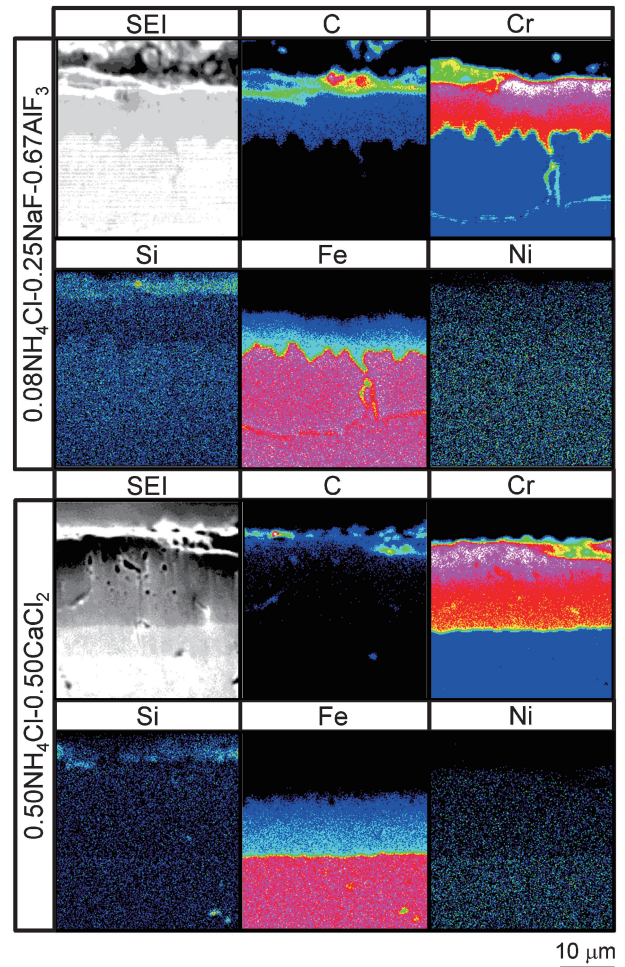 SEI C Cr
0.08NH₄Cl-0.25NaF-0.67AlF₃
Si Fe Ni
SEI C Cr
0.50NH₄Cl-0.50CaCl₂
Si Fe Ni
10 μm